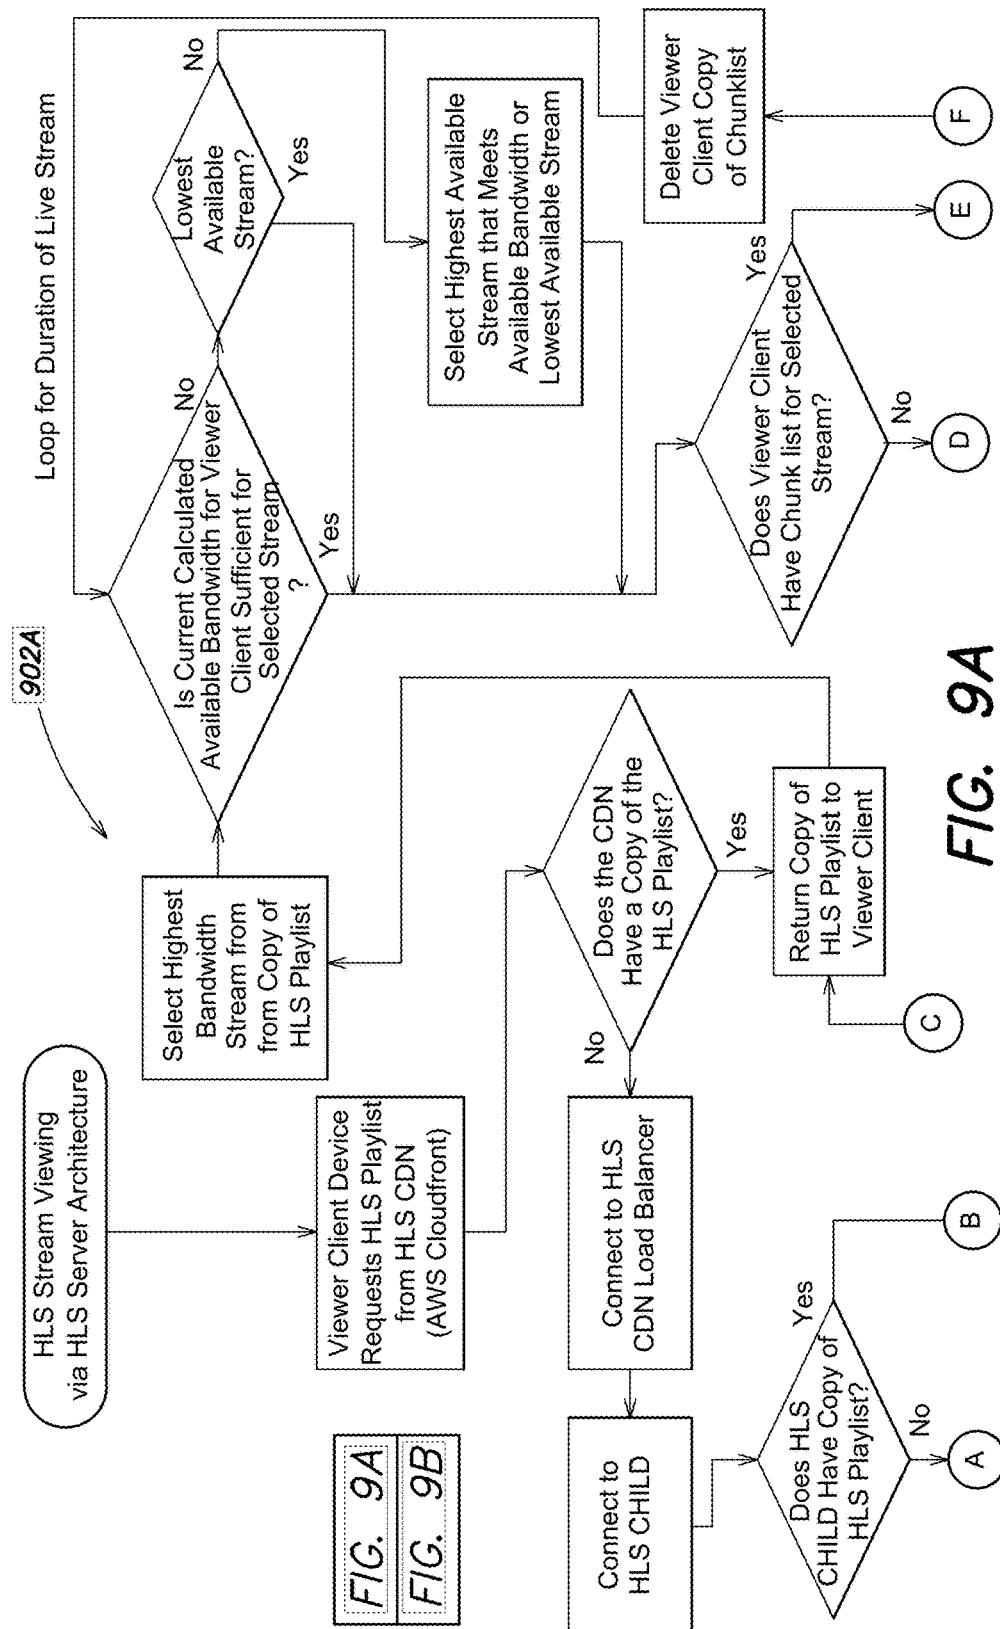 HLS Stream Viewing
via HLS Server Architecture
902A
Loop for Duration of Live Stream
Viewer Client Device
Requests HLS Playlist
from HLS CDN
(AWS Cloudfront)
Select Highest
Bandwidth
Stream from
from Copy of
HLS Playlist
Is Current Calculated
Available Bandwidth for Viewer
Client Sufficient for
Selected Stream
?
No
Yes
Lowest
Available
Stream?
No
Yes
Select Highest Available
Stream that Meets
Available Bandwidth or
Lowest Available Stream
FIG. 9A
FIG. 9B
Connect to
HLS CHILD
Connect to HLS
CDN Load Balancer
No
Does the CDN
Have a Copy of the
HLS Playlist?
Yes
Does HLS
CHILD Have Copy of
HLS Playlist?
Yes
No
Return Copy of
HLS Playlist to
Viewer Client
Does Viewer Client
Have Chunk list for Selected
Stream?
Yes
No
Delete Viewer
Client Copy
of Chunklist
A
B
C
D
E
F
FIG. 9A